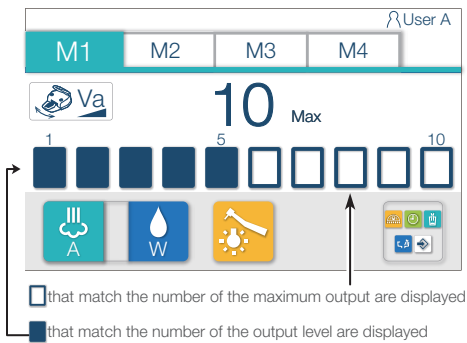 User A
M1 M2 M3 M4
Va
10 Max
1 5 10
A W
that match the number of the maximum output are displayed
that match the number of the output level are displayed